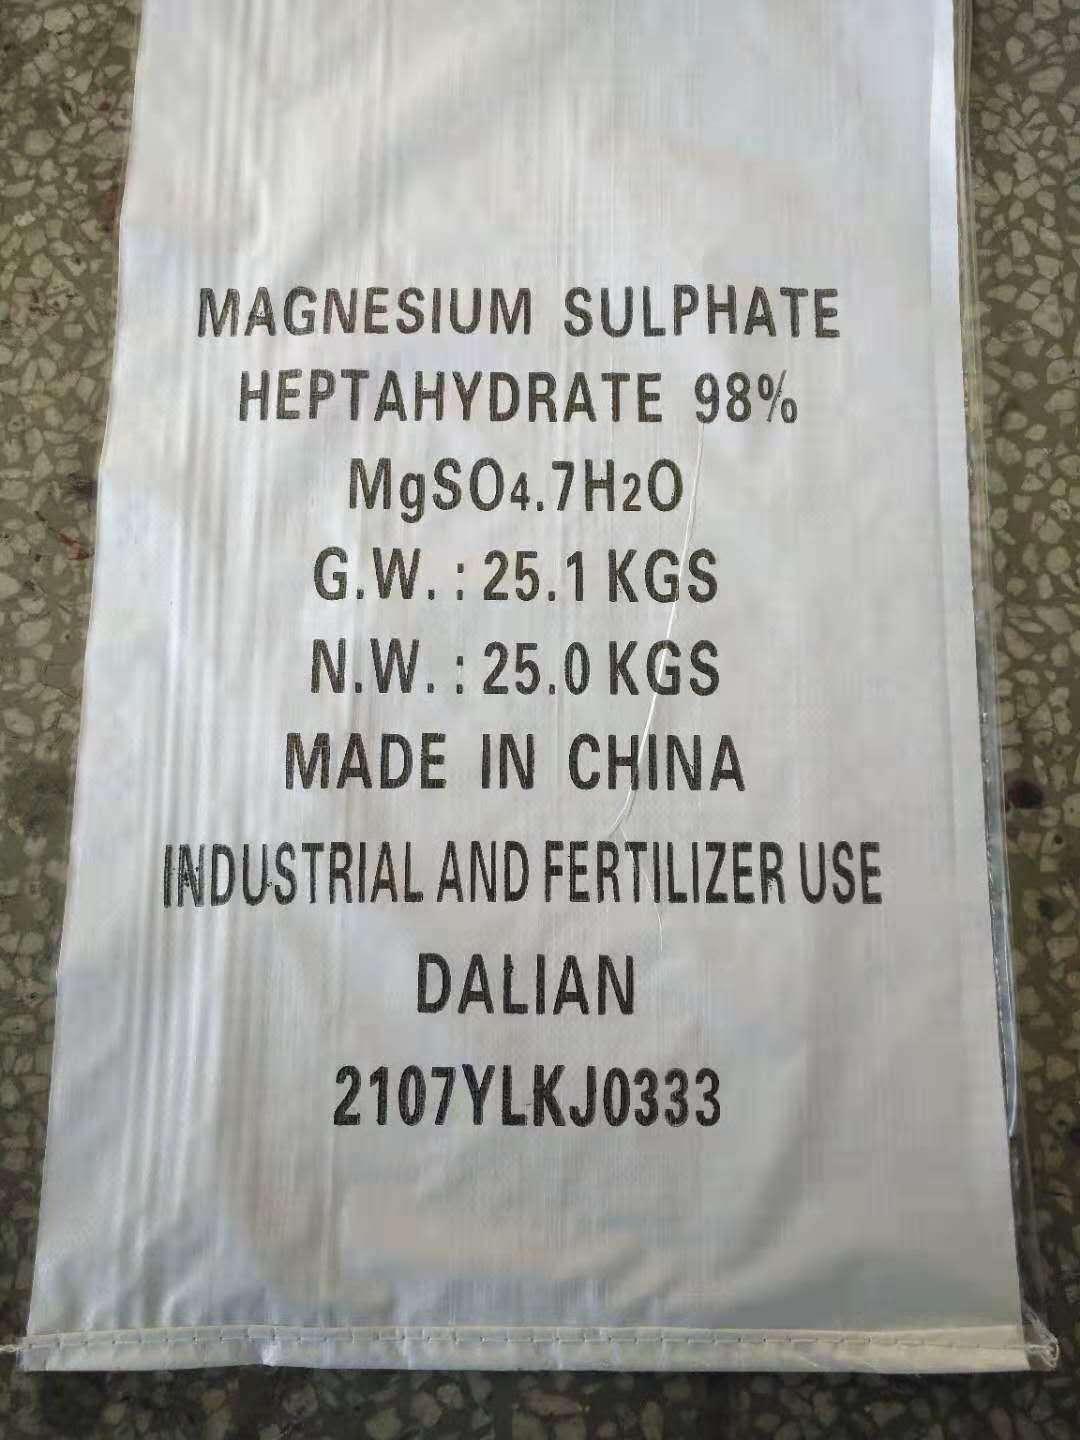 MAGNESIUM SULPHATE
HEPTAHYDRATE 98%
MgSO4.7H2O
G.W. : 25.1 KGS
N.W. : 25.0 KGS
MADE IN CHINA
INDUSTRIAL AND FERTILIZER USE
DALIAN
2107YLKJ0333